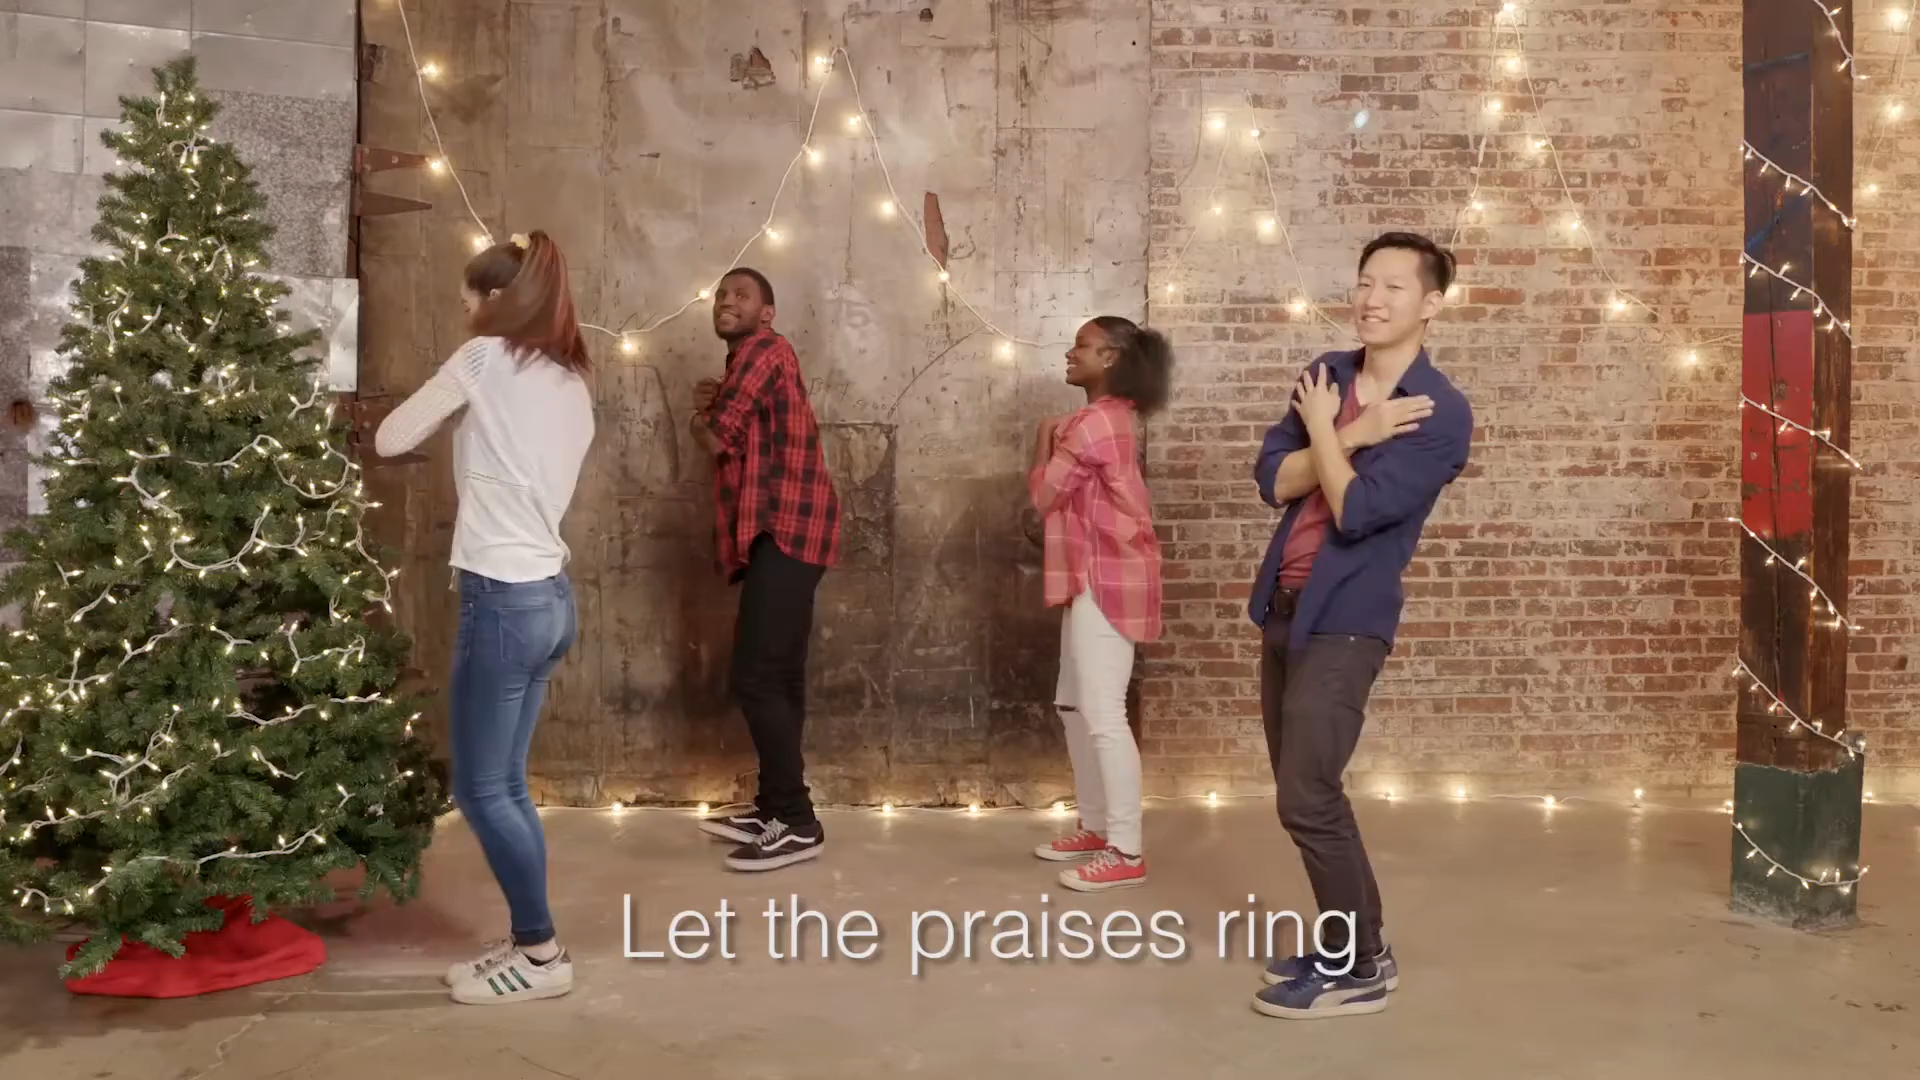 Let the praises ring